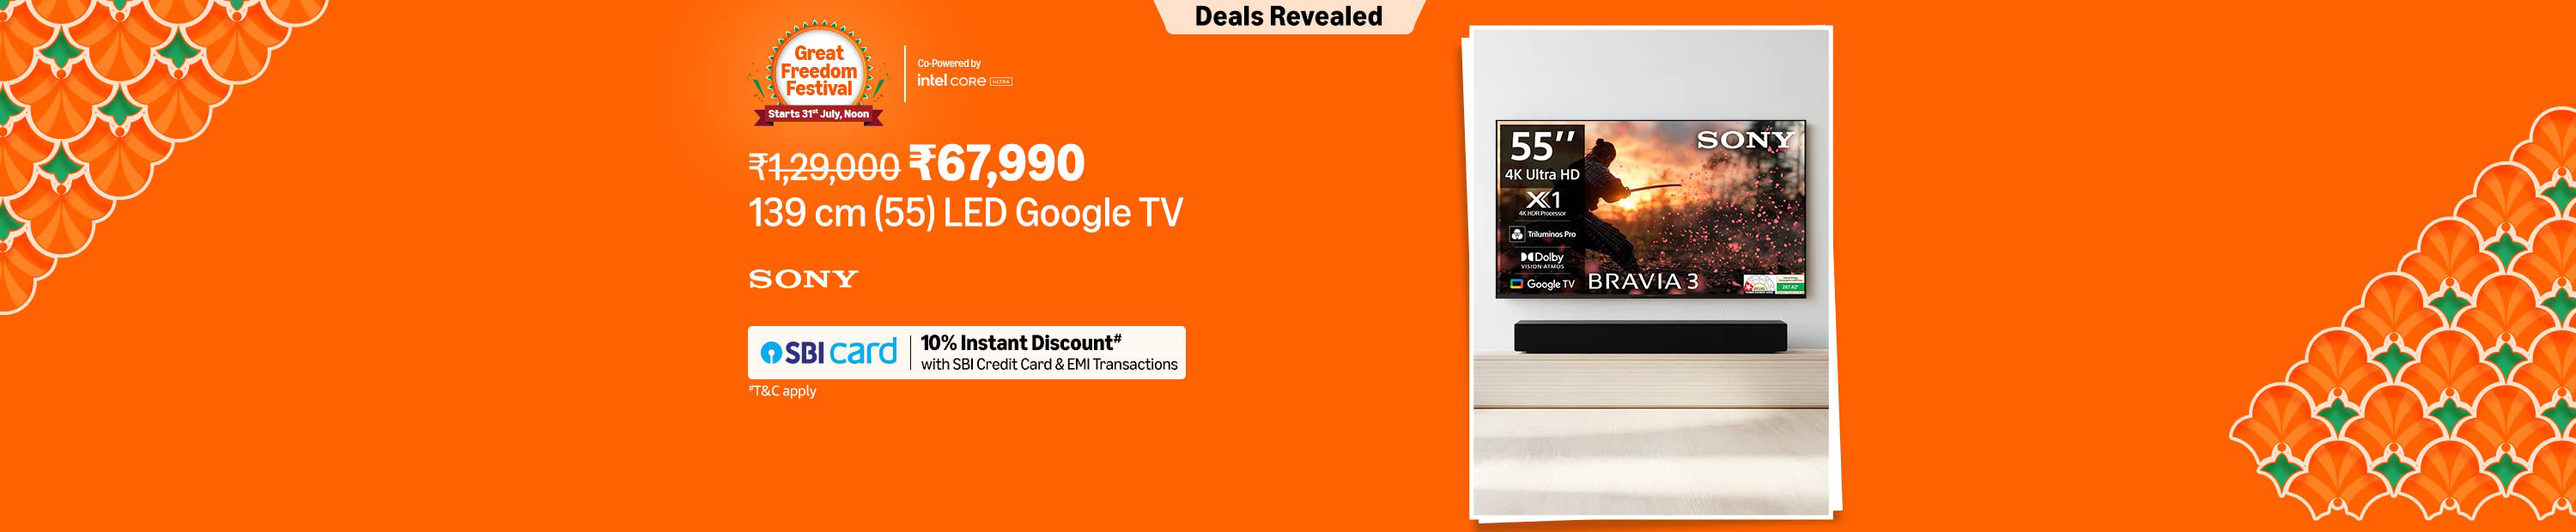 Deals Revealed
Great
Freedom
Festival
Starts 31st July, Noon
Co-Powered by
intel CORE ULTRA
₹1,29,000 ₹67,990
139 cm (55) LED Google TV
SONY
SBI card
10% Instant Discount#
with SBI Credit Card & EMI Transactions
#T&C apply
55″
4K Ultra HD
SONY
X1
4K HDR Processor
Triluminos Pro
Dolby
VISION·ATMOS
Google TV
BRAVIA 3